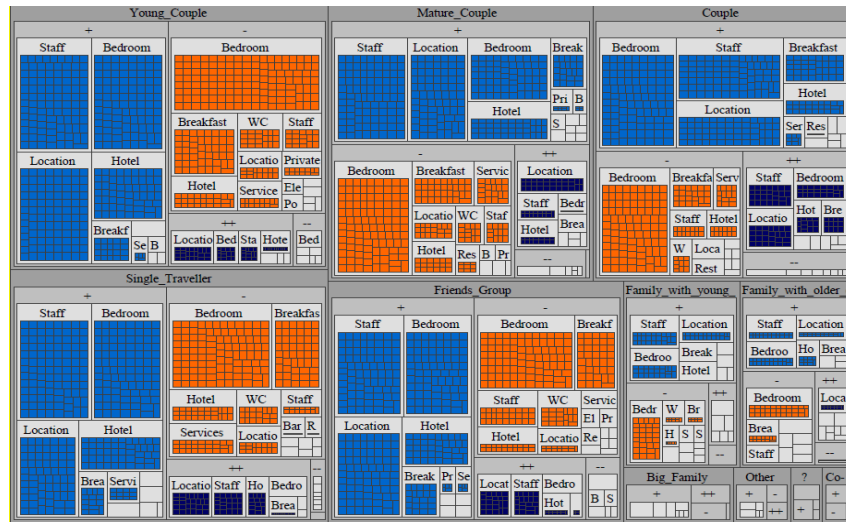 Young_Couple
+
-
Staff
Bedroom
Bedroom
Breakfast
WC
Staff
Locatio
Private
Location
Hotel
Hotel
Service
Ele
Po
Breakf
Se
B
++
--
Locatio
Bed
Sta
Hote
Bed
Mature_Couple
+
Staff
Location
Bedroom
Break
Hotel
Pri
B
S
-
++
Bedroom
Breakfast
Servic
Location
Locatio
WC
Staf
Staff
Bedr
Hotel
Res
B
Pr
Hotel
Brea
--
Couple
+
Bedroom
Staff
Breakfast
Hotel
Location
Ser
Res
-
++
Bedroom
Breakfa
Serv
Staff
Bedroom
Staff
Hotel
Locatio
Hot
Bre
W
Loca
Rest
--
Single_Traveller
+
-
Staff
Bedroom
Bedroom
Breakfas
Hotel
WC
Staff
Bar
R
Location
Hotel
Services
Locatio
Brea
Servi
++
--
Locatio
Staff
Ho
Bedro
Brea
Friends_Group
+
-
Staff
Bedroom
Bedroom
Breakf
Staff
WC
Servic
El
Pr
Location
Hotel
Hotel
Locatio
Re
Break
Pr
Se
++
--
Locat
Staff
Bedro
Hot
B
S
Family_with_young_
+
Staff
Location
Bedroo
Break
Hotel
-
++
Bedr
W
Br
H
S
S
--
Family_with_older_
+
Staff
Location
Bedroo
Ho
Brea
-
++
Bedroom
Loca
Brea
Staff
--
Big_Family
+
++
-
Other
+
-
++
?
+
Co-
+
-